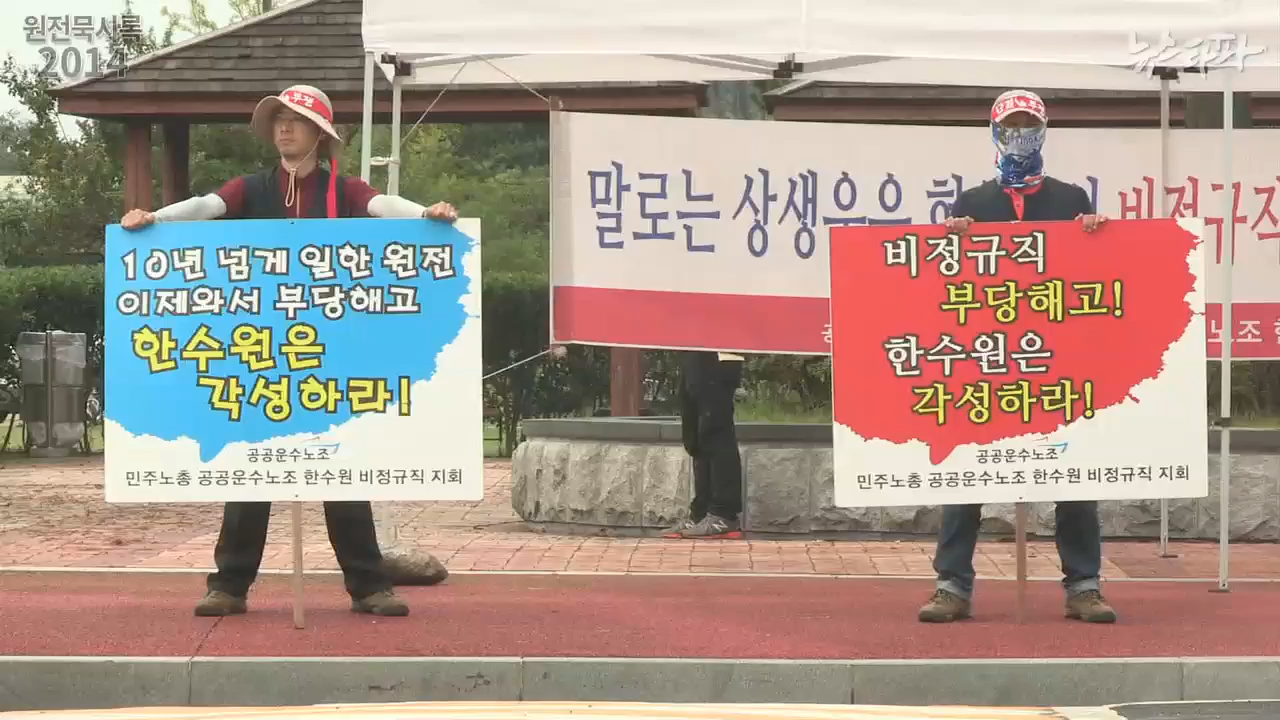 원전묵시록
2014
뉴스타파
말로는 상생운운
비정규직
노조
10년 넘게 일한 원전
이제와서 부당해고
한수원은
각성하라!
공공운수노조
민주노총 공공운수노조 한수원 비정규직 지회
비정규직
부당해고!
한수원은
각성하라!
공공운수노조
민주노총 공공운수노조 한수원 비정규직 지회